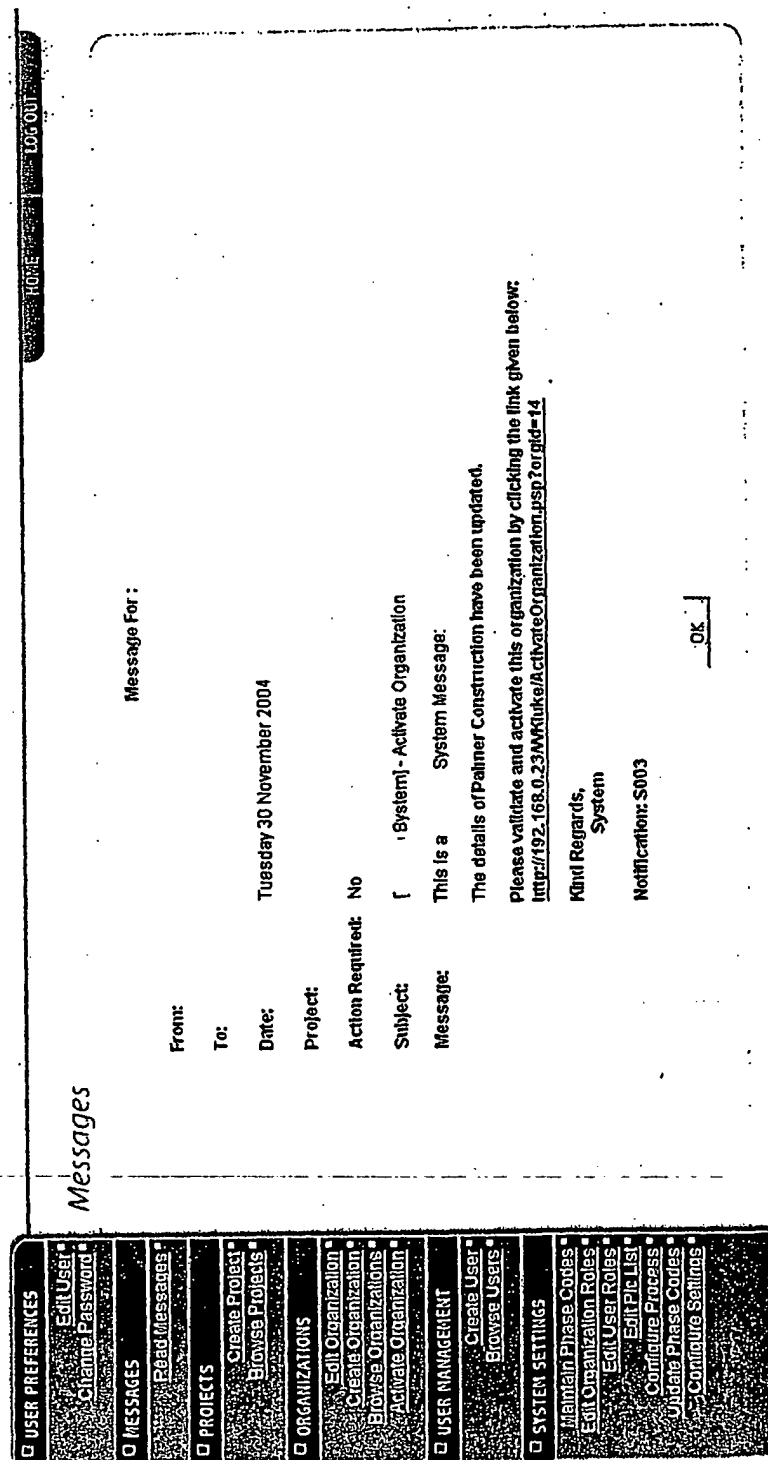 HOME
LOG OUT
USER PREFERENCES
Edit User
Change Password
MESSAGES
Read Messages
PROJECTS
Create Project
Browse Projects
ORGANIZATIONS
Edit Organization
Create Organization
Browse Organizations
Activate Organization
USER MANAGEMENT
Create User
Browse Users
SYSTEM SETTINGS
Maintain Phase Codes
Edit Organization Roles
Edit User Roles
Edit Pic List
Configure Process
Update Phase Codes
Configure Settings
Messages
Message For :
From:
To:
Date: Tuesday 30 November 2004
Project:
Action Required: No
Subject: [ System] - Activate Organization
Message: This is a System Message:
The details of Palmer Construction have been updated.
Please validate and activate this organization by clicking the link given below:
http://192.168.0.23/WKluke/ActivateOrganization.psp?orgid=14
Kind Regards,
System
Notification: S003
OK